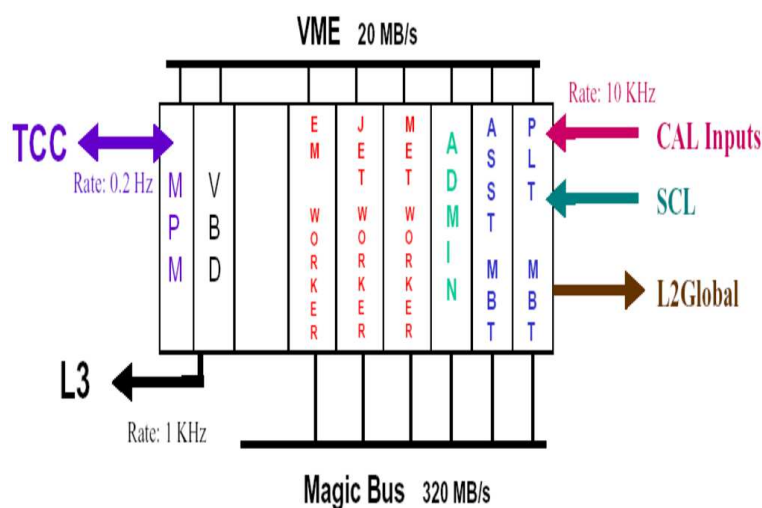 VME 20 MB/s
Rate: 10 KHz
TCC
CAL Inputs
Rate: 0.2 Hz
SCL
L2Global
MPM
VBD
EM WORKER
JET WORKER
MET WORKER
ADMIN
ASST MBT
PLT MBT
L3
Rate: 1 KHz
Magic Bus 320 MB/s